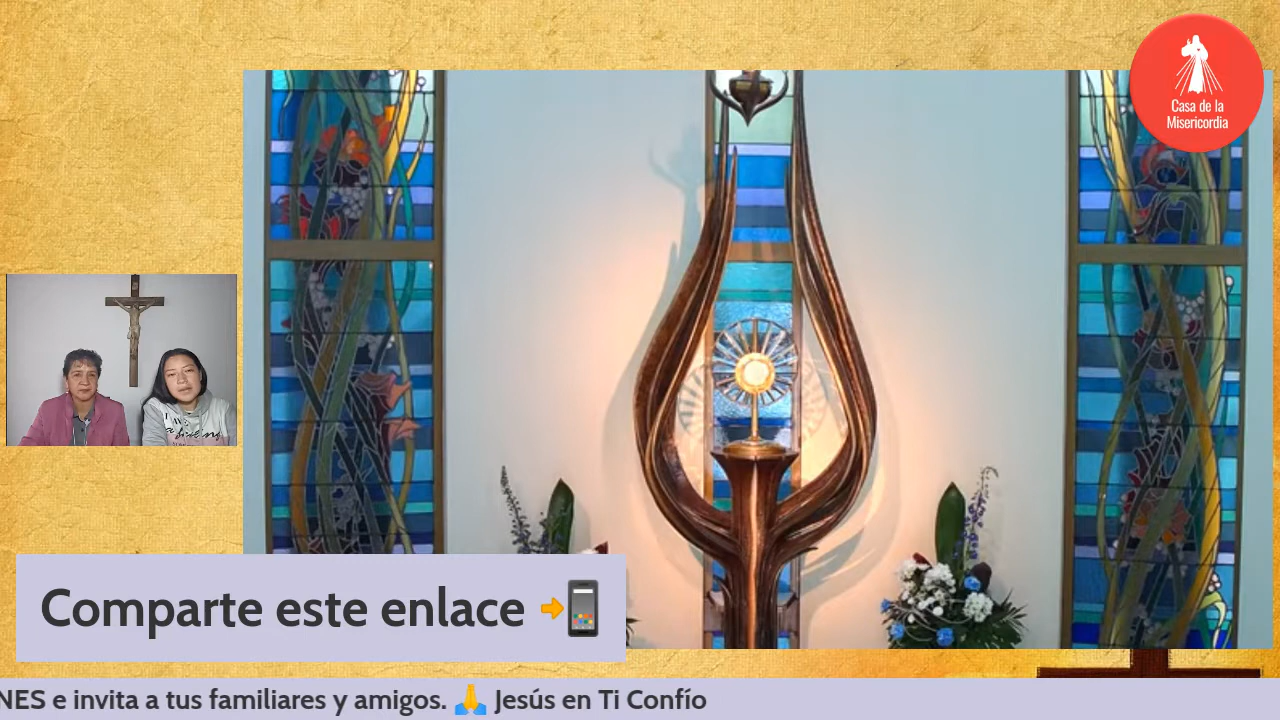 Casa de la
Misericordia
Comparte este enlace ➡📱
NES e invita a tus familiares y amigos. 🙏 Jesús en Ti Confío